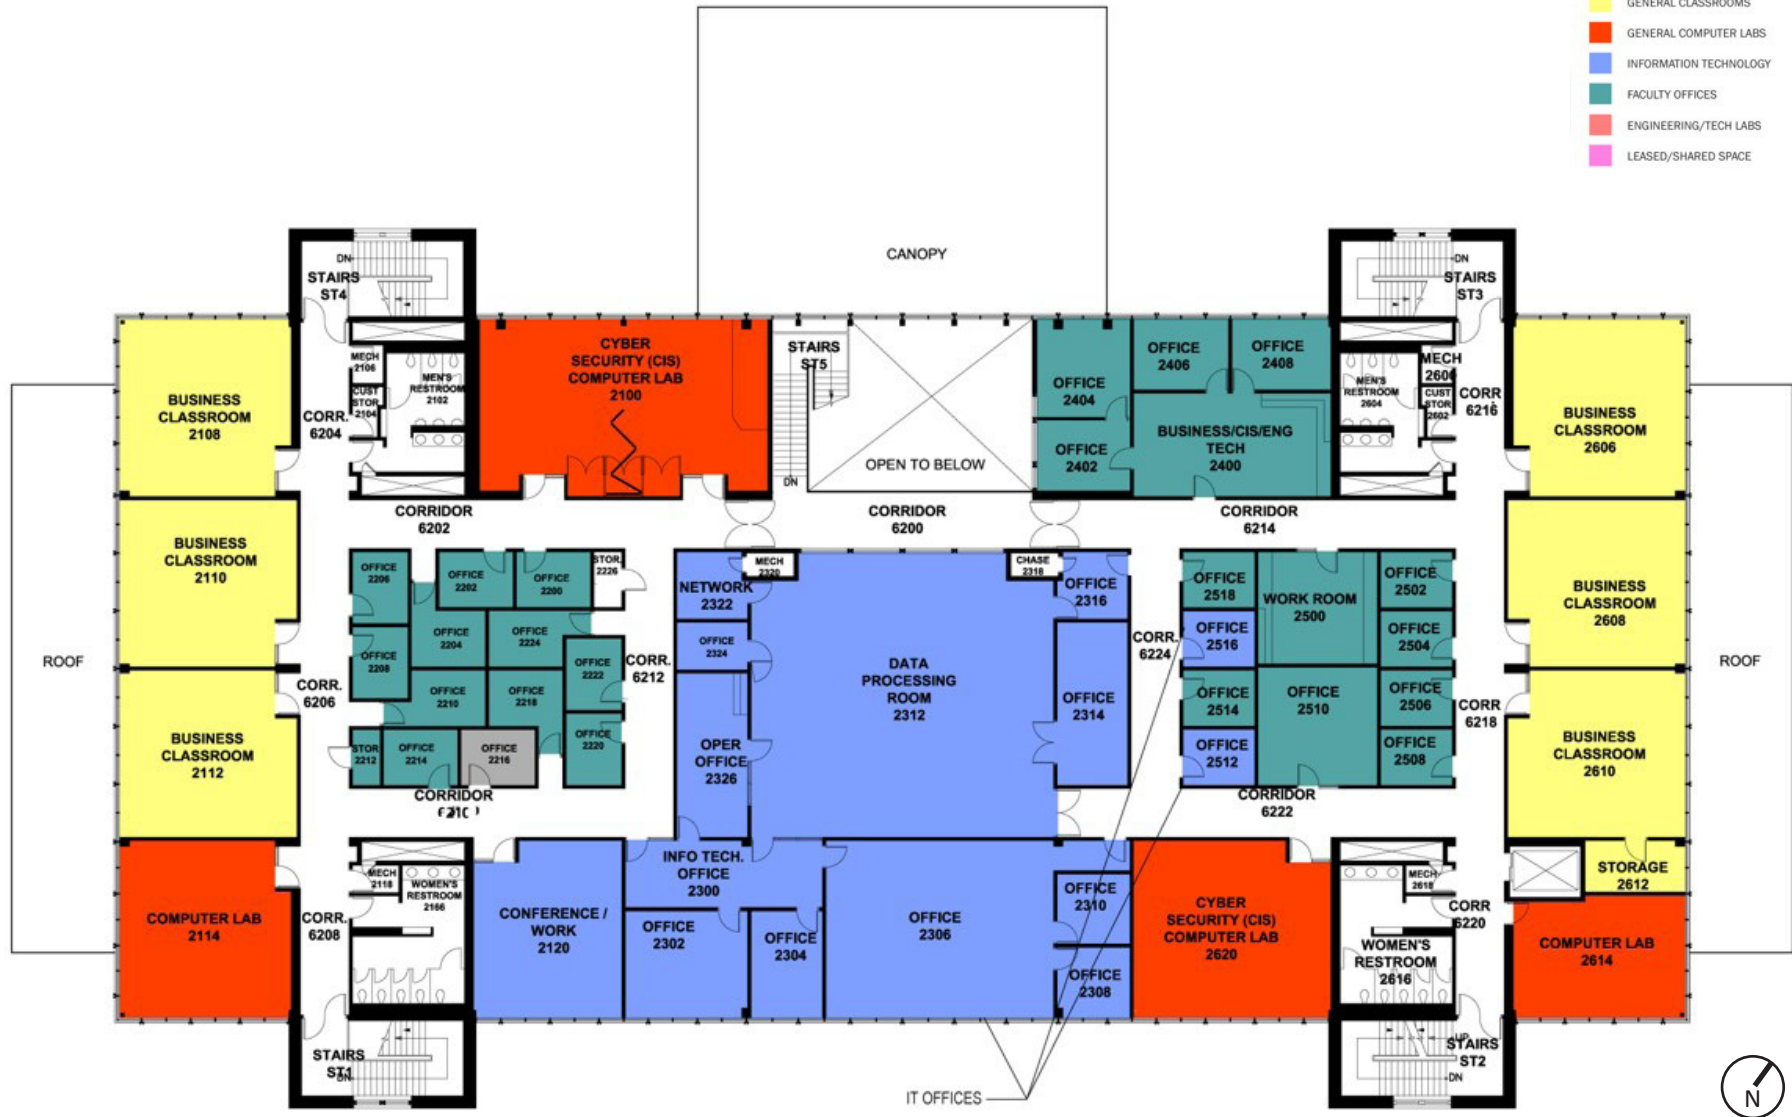 GENERAL CLASSROOMS
GENERAL COMPUTER LABS
INFORMATION TECHNOLOGY
FACULTY OFFICES
ENGINEERING/TECH LABS
LEASED/SHARED SPACE
CANOPY
DN
STAIRS
ST4
DN
STAIRS
ST3
BUSINESS
CLASSROOM
2108
CORR.
6204
MECH
2106
CUST
STOR
2104
MEN'S
RESTROOM
2102
CYBER
SECURITY (CIS)
COMPUTER LAB
2100
STAIRS
ST5
DN
OPEN TO BELOW
OFFICE
2404
OFFICE
2402
OFFICE
2406
OFFICE
2408
BUSINESS/CIS/ENG
TECH
2400
MEN'S
RESTROOM
2604
MECH
2600
CUST
STOR
2602
CORR
6216
BUSINESS
CLASSROOM
2606
CORRIDOR
6202
CORRIDOR
6200
CORRIDOR
6214
ROOF
BUSINESS
CLASSROOM
2110
BUSINESS
CLASSROOM
2112
CORR.
6206
OFFICE
2206
OFFICE
2202
OFFICE
2200
STOR.
2226
OFFICE
2204
OFFICE
2224
OFFICE
2208
OFFICE
2222
OFFICE
2210
OFFICE
2218
OFFICE
2220
STOR
2212
OFFICE
2214
OFFICE
2216
CORRIDOR
CORR.
6212
NETWORK
2322
MECH
2320
OFFICE
2324
OPER
OFFICE
2326
DATA
PROCESSING
ROOM
2312
CHASE
2318
OFFICE
2316
OFFICE
2314
CORR.
6224
OFFICE
2518
OFFICE
2516
OFFICE
2514
OFFICE
2512
WORK ROOM
2500
OFFICE
2510
OFFICE
2502
OFFICE
2504
OFFICE
2506
OFFICE
2508
CORRIDOR
6222
CORR
6218
BUSINESS
CLASSROOM
2608
BUSINESS
CLASSROOM
2610
ROOF
COMPUTER LAB
2114
CORR.
6208
MECH
2118
WOMEN'S
RESTROOM
2166
CONFERENCE /
WORK
2120
INFO TECH.
OFFICE
2300
OFFICE
2302
OFFICE
2304
OFFICE
2306
OFFICE
2310
OFFICE
2308
CYBER
SECURITY (CIS)
COMPUTER LAB
2620
MECH
2618
WOMEN'S
RESTROOM
2616
CORR
6220
STORAGE
2612
COMPUTER LAB
2614
STAIRS
ST1
DN
UP
STAIRS
ST2
DN
IT OFFICES
N